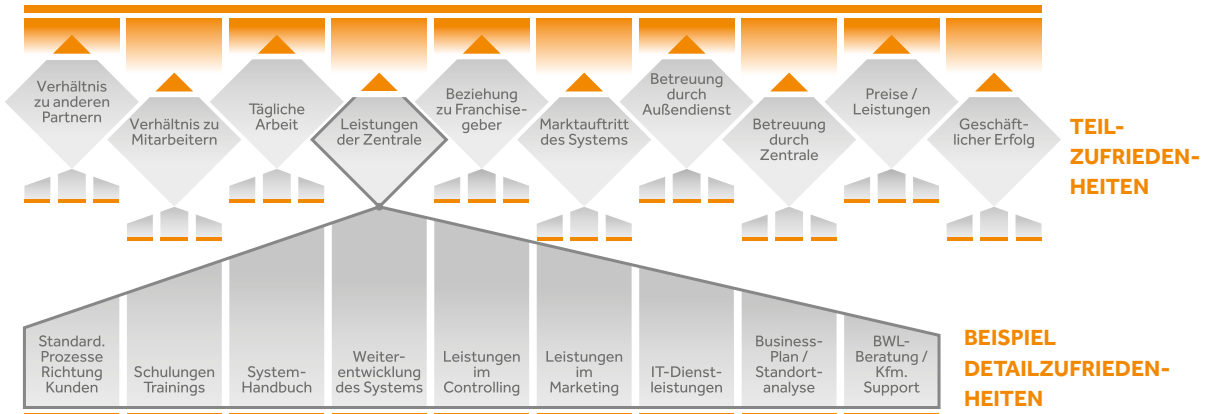 Verhältnis
zu anderen
Partnern
Verhältnis zu
Mitarbeitern
Tägliche
Arbeit
Leistungen
der Zentrale
Beziehung
zu Franchise-
geber
Marktauftritt
des Systems
Betreuung
durch
Außendienst
Betreuung
durch
Zentrale
Preise /
Leistungen
Geschäft-
licher Erfolg
TEIL-
ZUFRIEDEN-
HEITEN
Standard.
Prozesse
Richtung
Kunden
Schulungen
Trainings
System-
Handbuch
Weiter-
entwicklung
des Systems
Leistungen
im
Controlling
Leistungen
im
Marketing
IT-Dienst-
leistungen
Business-
Plan /
Standort-
analyse
BWL-
Beratung /
Kfm.
Support
BEISPIEL
DETAILZUFRIEDEN-
HEITEN